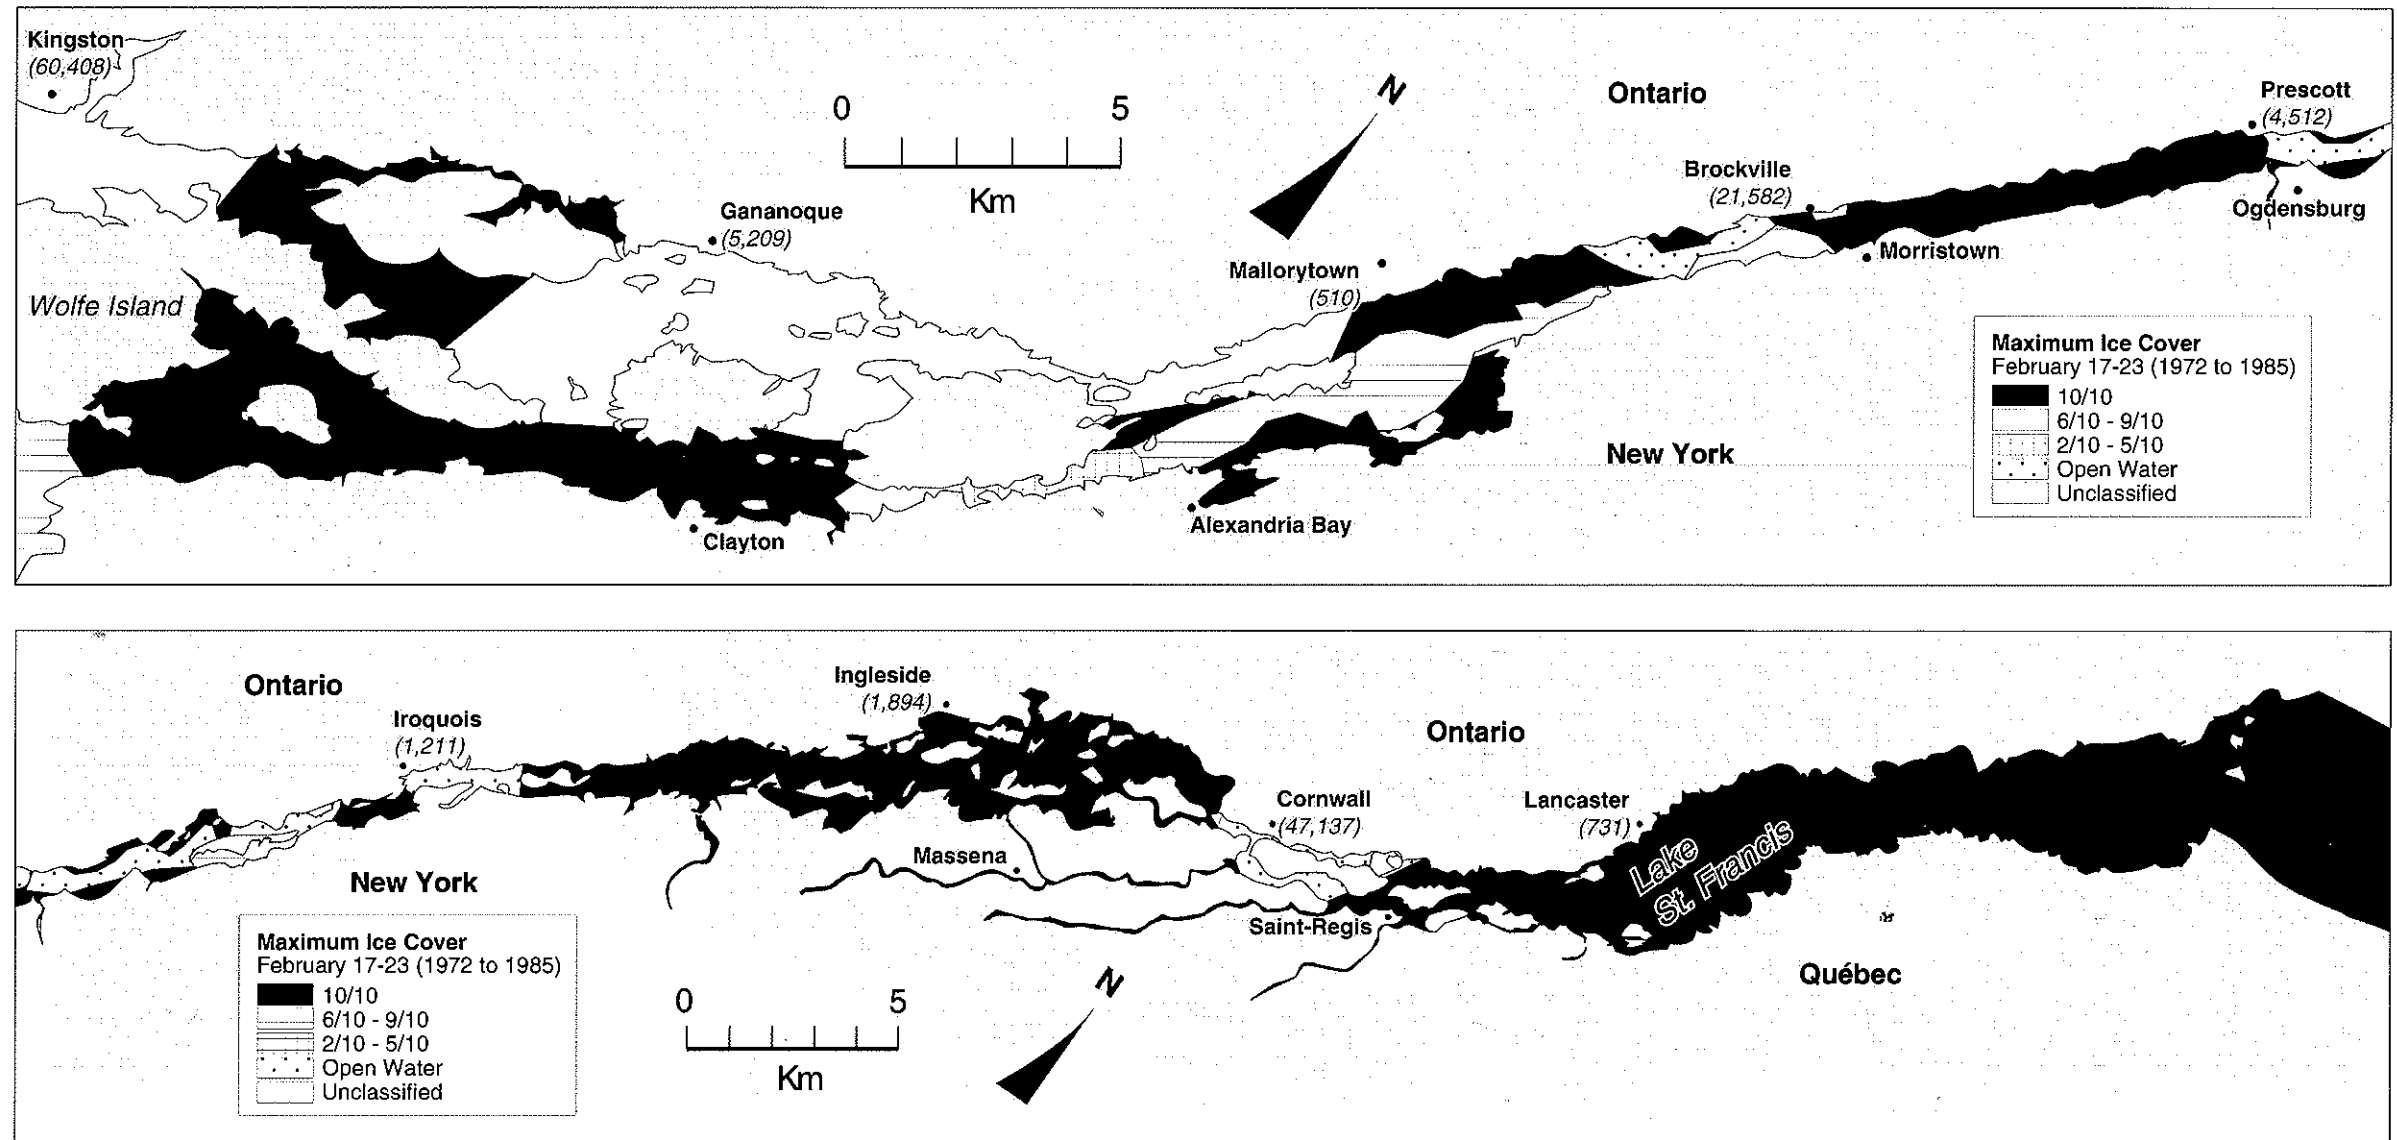 Kingston
(60,408)
0 5
Km
N
Ontario
Prescott
(4,512)
Brockville
(21,582)
Ogdensburg
Gananoque
(5,209)
Mallorytown
(510)
Morristown
Wolfe Island
Maximum Ice Cover
February 17-23 (1972 to 1985)
10/10
6/10 - 9/10
2/10 - 5/10
Open Water
Unclassified
New York
Alexandria Bay
Clayton
Ontario
Ingleside
(1,894)
Iroquois
(1,211)
Ontario
Cornwall
(47,137)
Lancaster
(731)
Lake
St. Francis
Massena
New York
Saint-Regis
Québec
Maximum Ice Cover
February 17-23 (1972 to 1985)
10/10
6/10 - 9/10
2/10 - 5/10
Open Water
Unclassified
0 5
Km
N